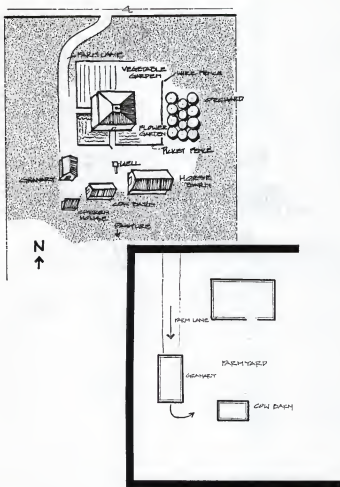 FARM LANE
VEGETABLE
GARDEN
WIRE FENCE
ORCHARD
FLOWER
GARDEN
PICKET FENCE
WELL
GRANARY
HORSE
BARN
COW BARN
CHICKEN
HOUSE
PASTURE
N
FARM LANE
FARMYARD
GRANARY
COW BARN